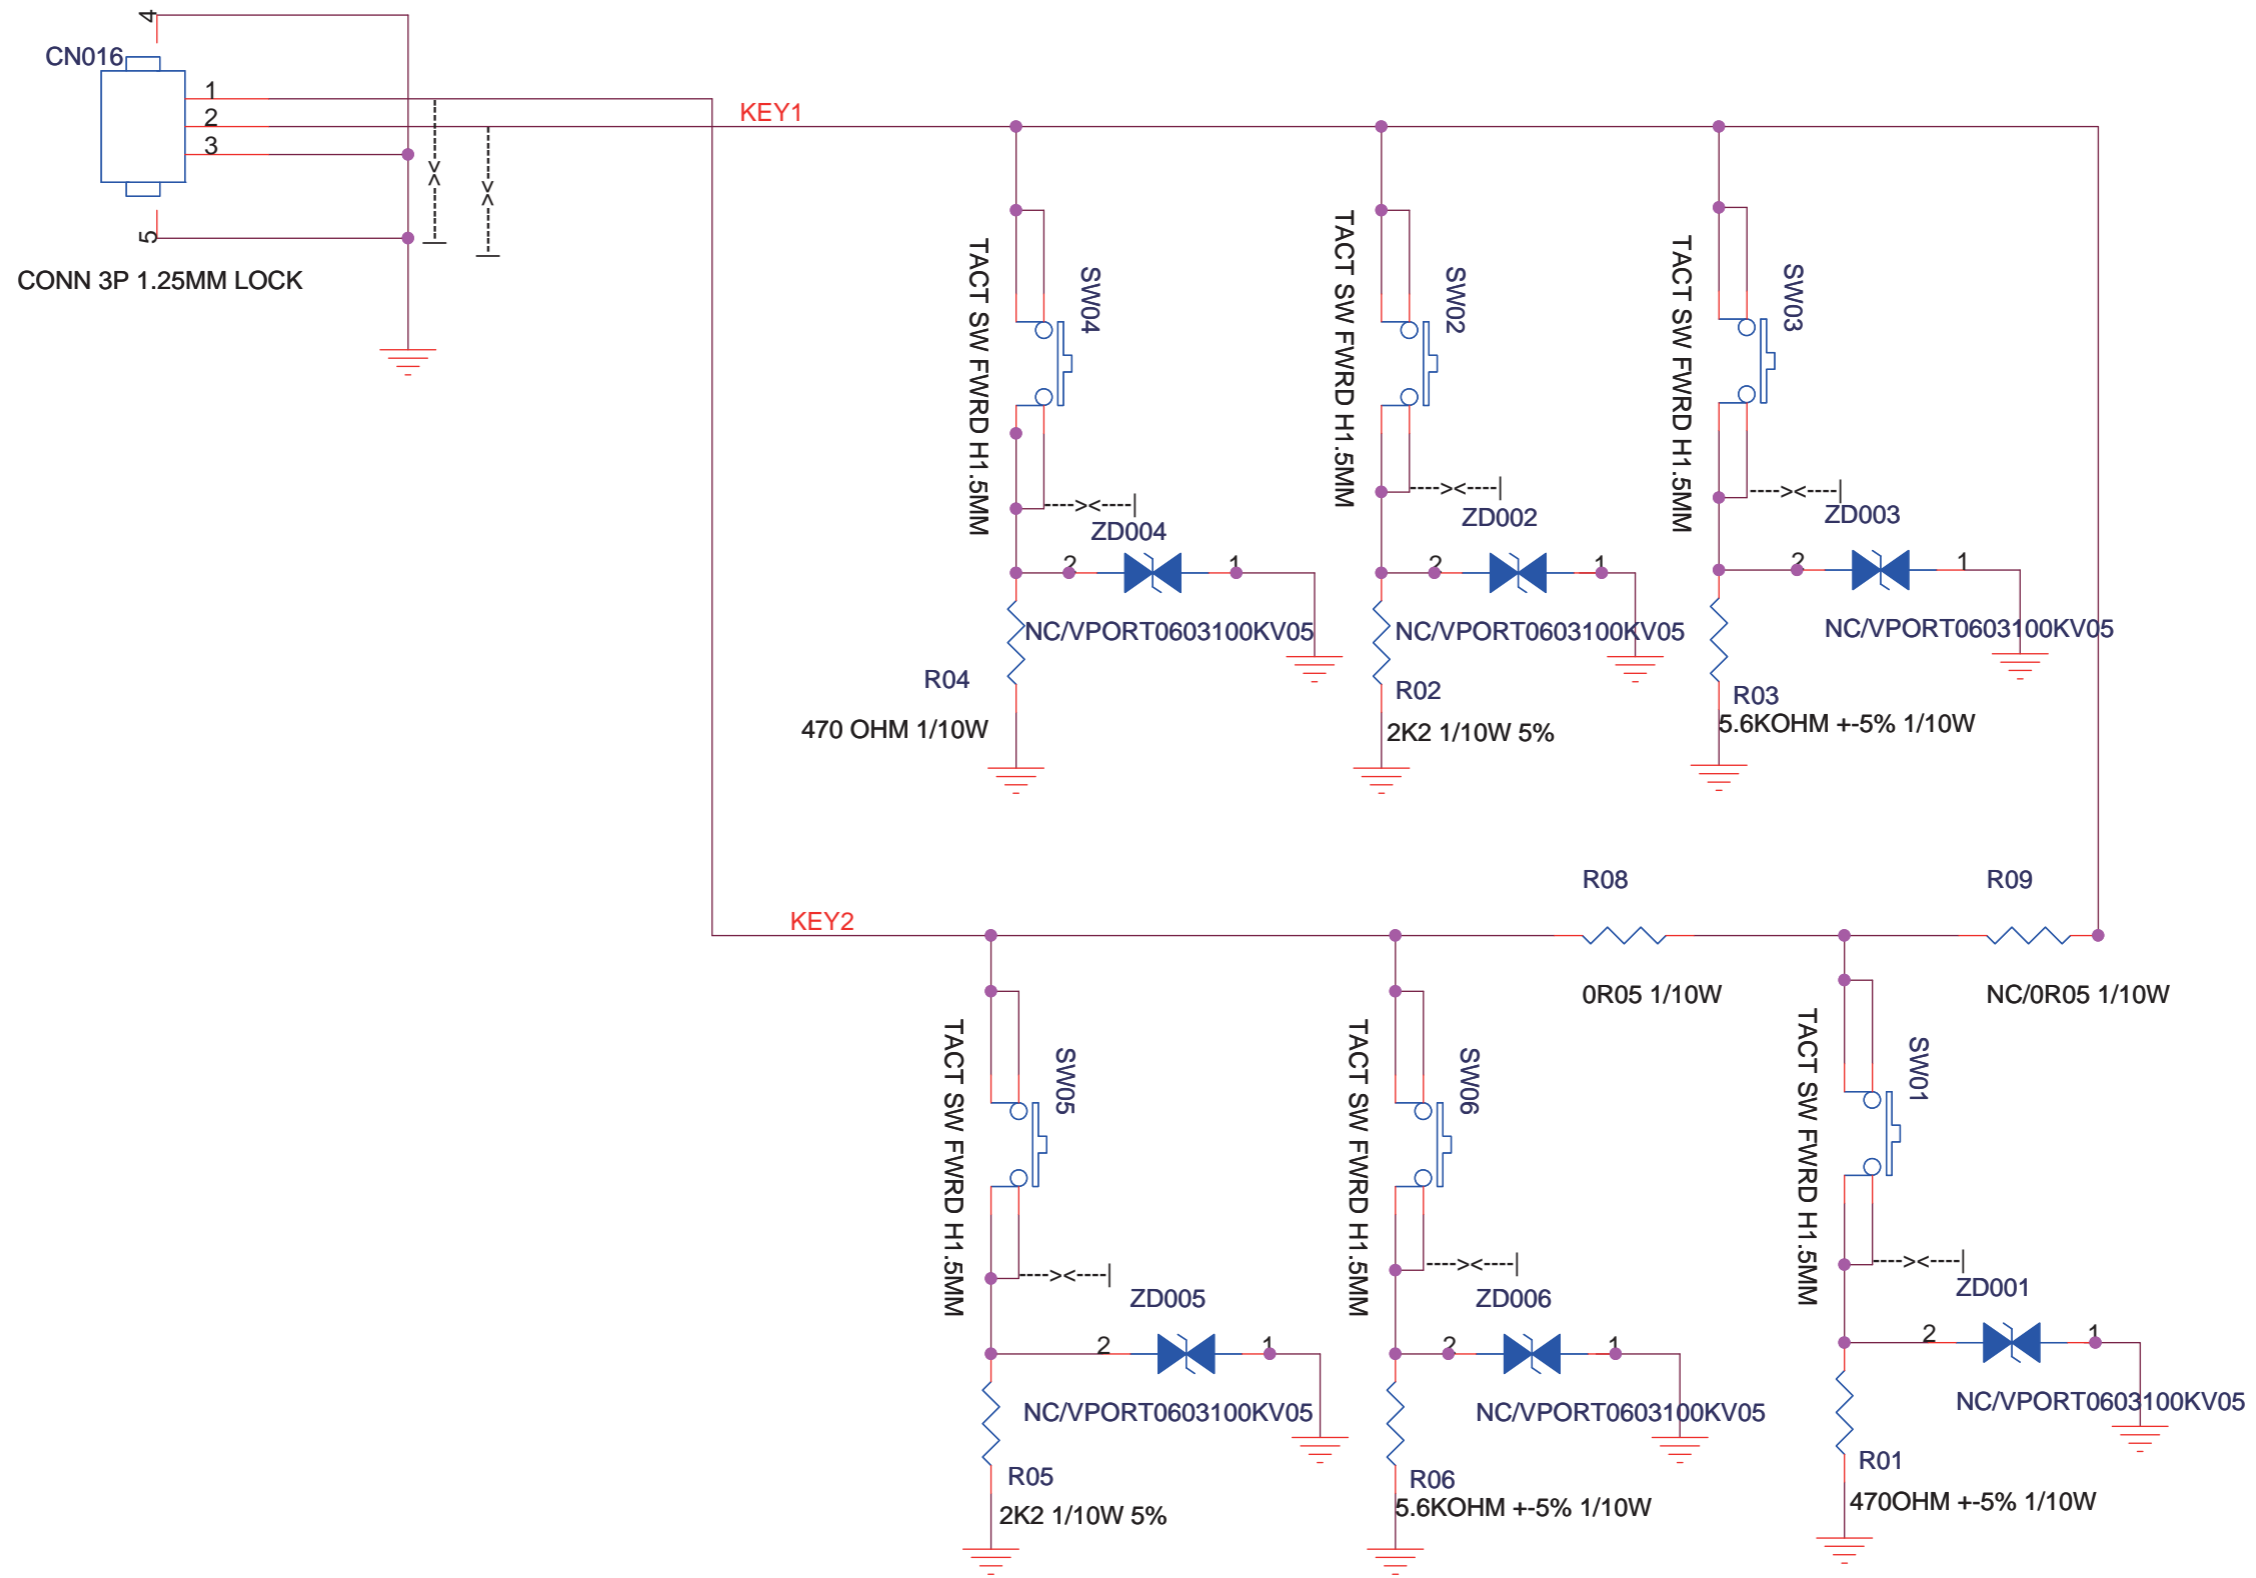 4
CN016
1
2
3
5
CONN 3P 1.25MM LOCK
KEY1
TACT SW FWRD H1.5MM
SW04
TACT SW FWRD H1.5MM
SW02
TACT SW FWRD H1.5MM
SW03
ZD004
2
1
NC/VPORT0603100KV05
R04
470 OHM 1/10W
ZD002
2
1
NC/VPORT0603100KV05
R02
2K2 1/10W 5%
ZD003
2
1
NC/VPORT0603100KV05
R03
5.6KOHM +-5% 1/10W
KEY2
R08
0R05 1/10W
R09
NC/0R05 1/10W
TACT SW FWRD H1.5MM
SW05
TACT SW FWRD H1.5MM
SW06
TACT SW FWRD H1.5MM
SW01
ZD005
2
1
NC/VPORT0603100KV05
R05
2K2 1/10W 5%
ZD006
2
1
NC/VPORT0603100KV05
R06
5.6KOHM +-5% 1/10W
ZD001
2
1
NC/VPORT0603100KV05
R01
470OHM +-5% 1/10W